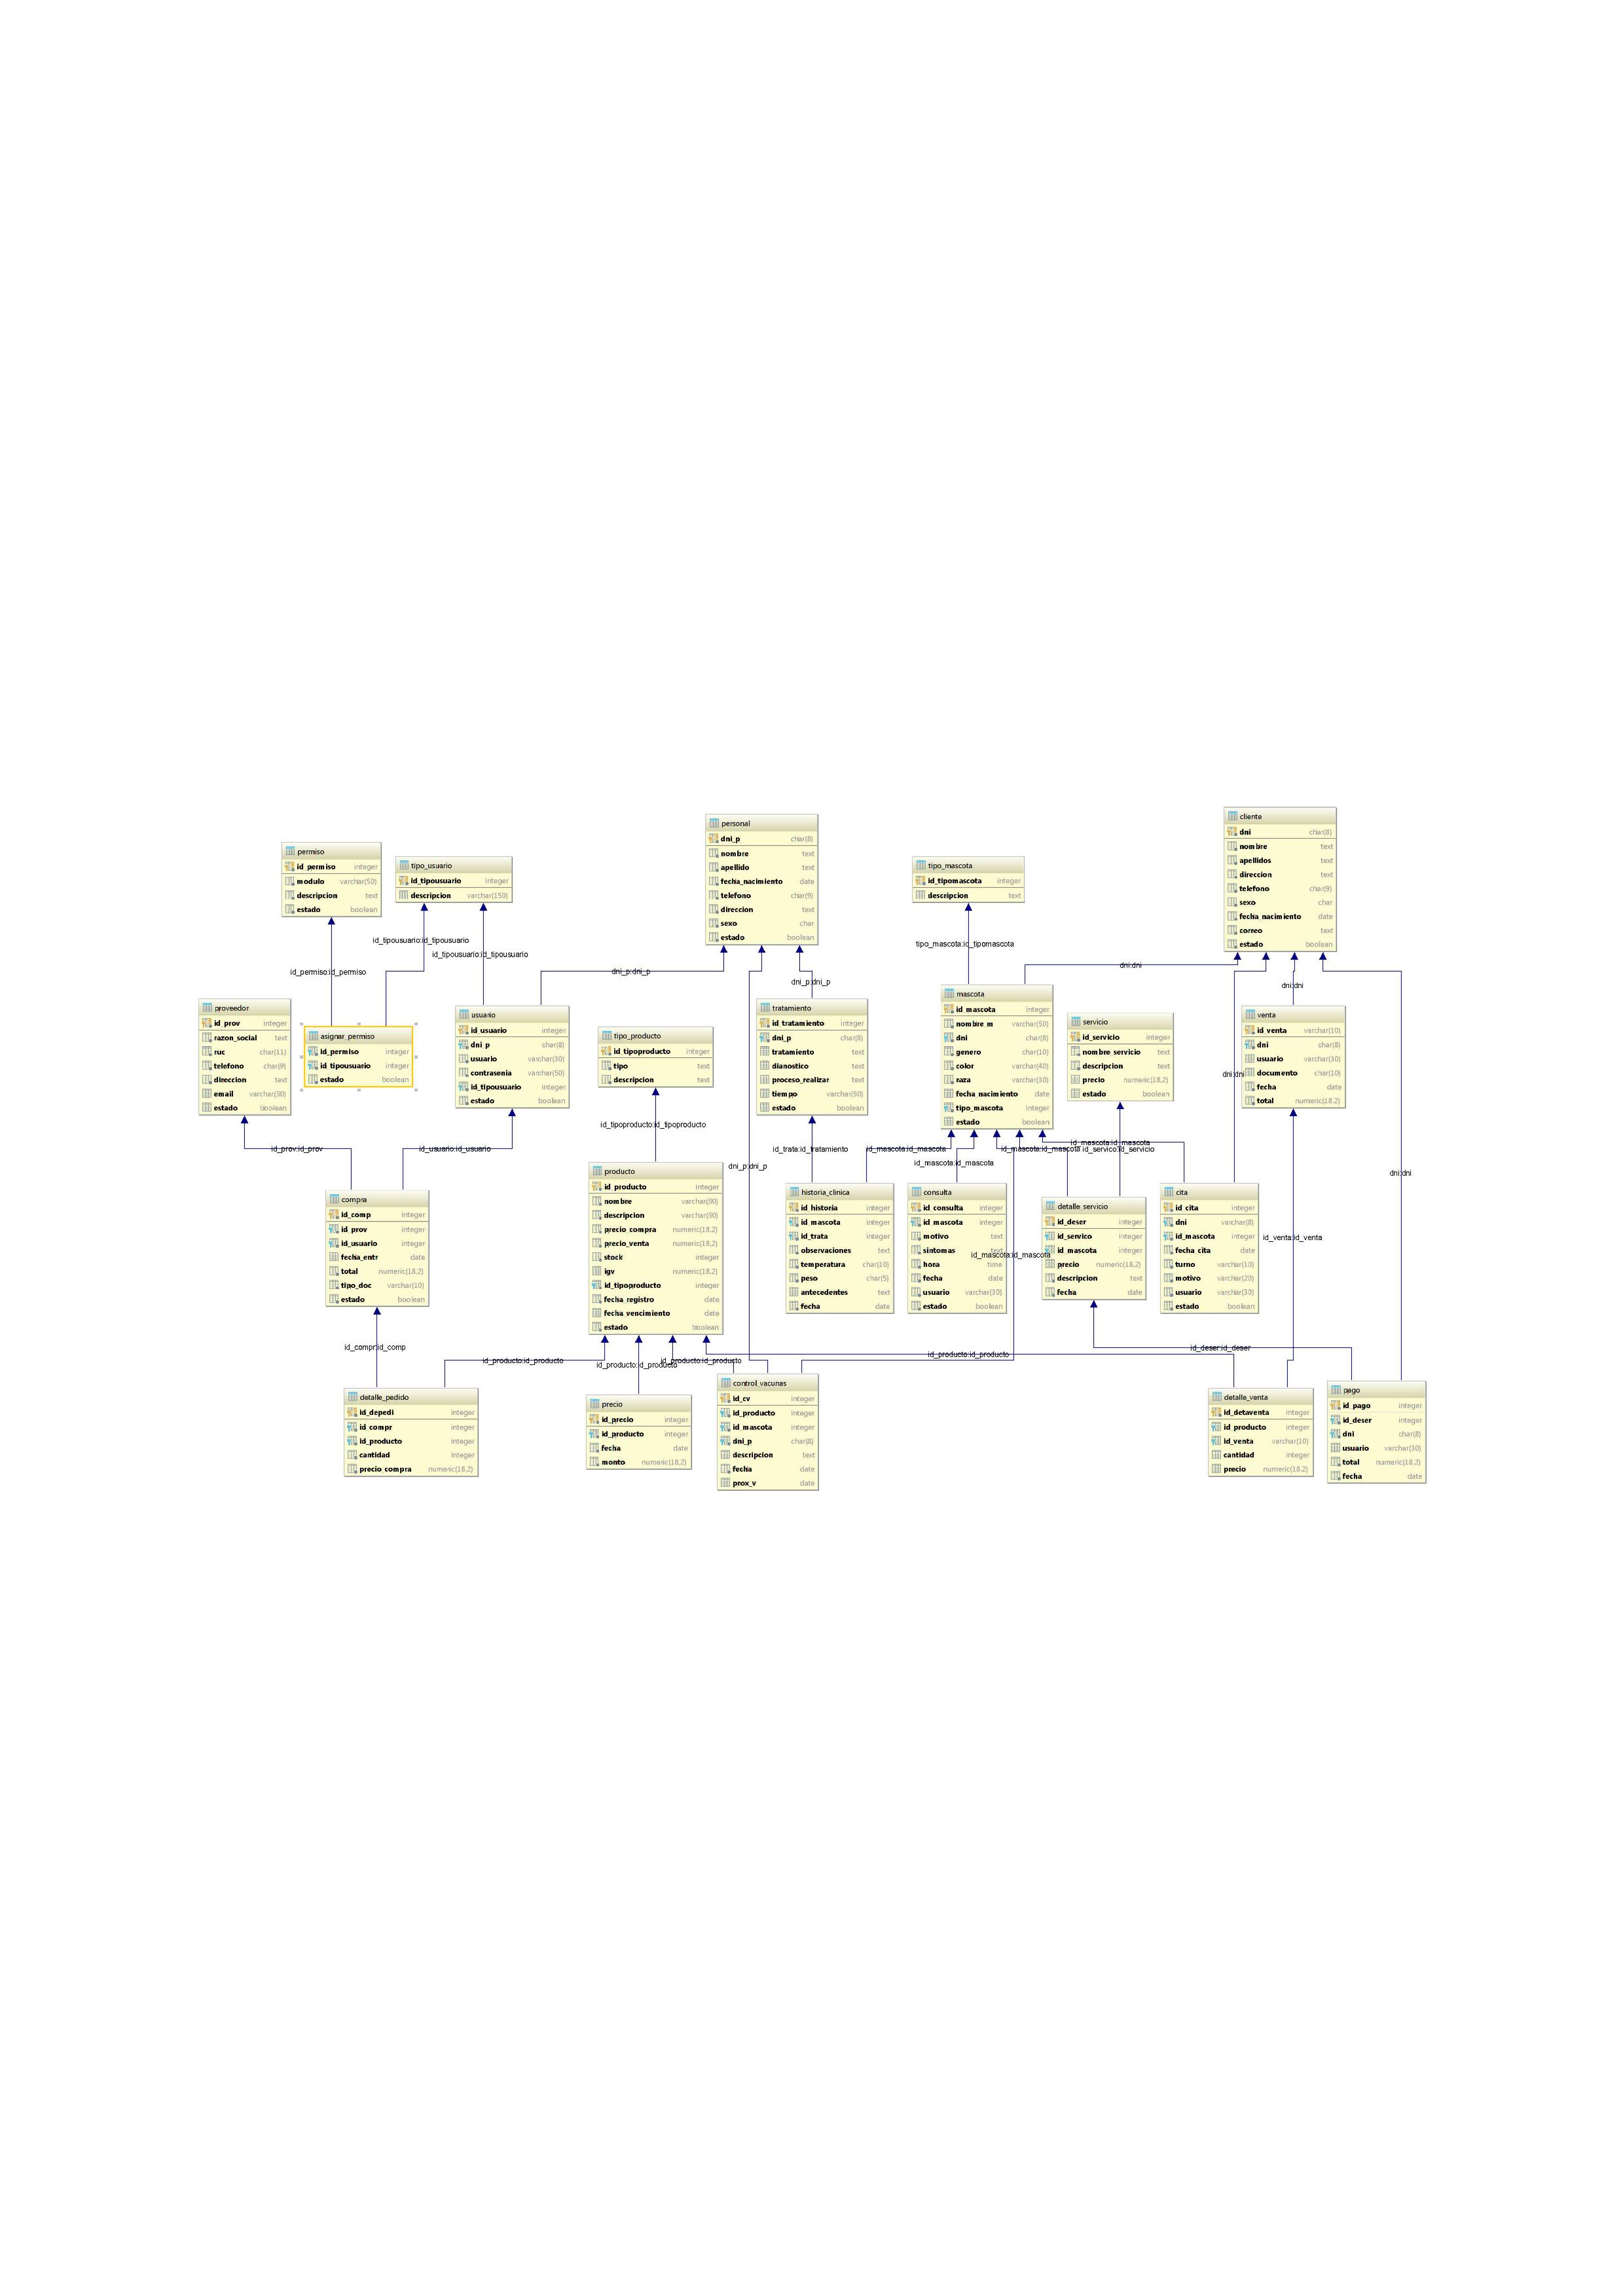 cliente
dni char(8)
nombre text
apellidos text
direccion text
telefono char(9)
sexo char
fecha_nacimiento date
correo text
estado boolean
personal
dni_p char(8)
nombre text
apellido text
fecha_nacimiento date
telefono char(9)
direccion text
sexo char
estado boolean
permiso
id_permiso integer
modulo varchar(50)
descripcion text
estado boolean
tipo_usuario
id_tipousuario integer
descripcion varchar(150)
tipo_mascota
id_tipomascota integer
descripcion text
id_tipousuario:id_tipousuario
id_tipousuario:id_tipousuario
id_permiso:id_permiso
dni_p:dni_p
dni_p:dni_p
tipo_mascota:id_tipomascota
dni:dni
dni:dni
proveedor
id_prov integer
razon_social text
ruc char(11)
telefono char(9)
direccion text
email varchar(30)
estado boolean
asignar_permiso
id_permiso integer
id_tipousuario integer
estado boolean
usuario
id_usuario integer
dni_p char(8)
usuario varchar(30)
contrasenia varchar(50)
id_tipousuario integer
estado boolean
tipo_producto
id_tipoproducto integer
tipo text
descripcion text
tratamiento
id_tratamiento integer
dni_p char(8)
tratamiento text
dianostico text
proceso_realizar text
tiempo varchar(50)
estado boolean
mascota
id_mascota integer
nombre_m varchar(50)
dni char(8)
genero char(10)
color varchar(40)
raza varchar(30)
fecha_nacimiento date
tipo_mascota integer
estado boolean
servicio
id_servicio integer
nombre_servicio text
descripcion text
precio numeric(18,2)
estado boolean
venta
id_venta varchar(10)
dni char(8)
usuario varchar(30)
documento char(10)
fecha date
total numeric(18,2)
dni:dni
id_prov:id_prov
id_usuario:id_usuario
id_tipoproducto:id_tipoproducto
dni_p:dni_p
id_trata:id_tratamiento
id_mascota:id_mascota
id_mascota:id_mascota
id_mascota:id_mascota
id_mascota:id_mascota
id_servico:id_servicio
dni:dni
compra
id_comp integer
id_prov integer
id_usuario integer
fecha_entr date
total numeric(18,2)
tipo_doc varchar(10)
estado boolean
producto
id_producto integer
nombre varchar(50)
descripcion varchar(90)
precio_compra numeric(18,2)
precio_venta numeric(18,2)
stock integer
igv numeric(18,2)
id_tipoproducto integer
fecha_registro date
fecha_vencimiento date
estado boolean
historia_clinica
id_historia integer
id_mascota integer
id_trata integer
observaciones text
temperatura char(10)
peso char(5)
antecedentes text
fecha date
consulta
id_consulta integer
id_mascota integer
motivo text
sintomas text
hora time
fecha date
usuario varchar(30)
estado boolean
id_mascota:id_mascota
detalle_servicio
id_deser integer
id_servico integer
id_mascota integer
precio numeric(18,2)
descripcion text
fecha date
cita
id_cita integer
dni varchar(8)
id_mascota integer
fecha_cita date
turno varchar(10)
motivo varchar(20)
usuario varchar(30)
estado boolean
id_venta:id_venta
id_compr:id_comp
id_producto:id_producto
id_producto:id_producto
id_producto:id_producto
id_producto:id_producto
id_deser:id_deser
detalle_pedido
id_depedi integer
id_compr integer
id_producto integer
cantidad integer
precio_compra numeric(18,2)
precio
id_precio integer
id_producto integer
fecha date
monto numeric(18,2)
control_vacunas
id_cv integer
id_producto integer
id_mascota integer
dni_p char(8)
descripcion text
fecha date
prox_v date
detalle_venta
id_detaventa integer
id_producto integer
id_venta varchar(10)
cantidad integer
precio numeric(18,2)
pago
id_pago integer
id_deser integer
dni char(8)
usuario varchar(30)
total numeric(18,2)
fecha date